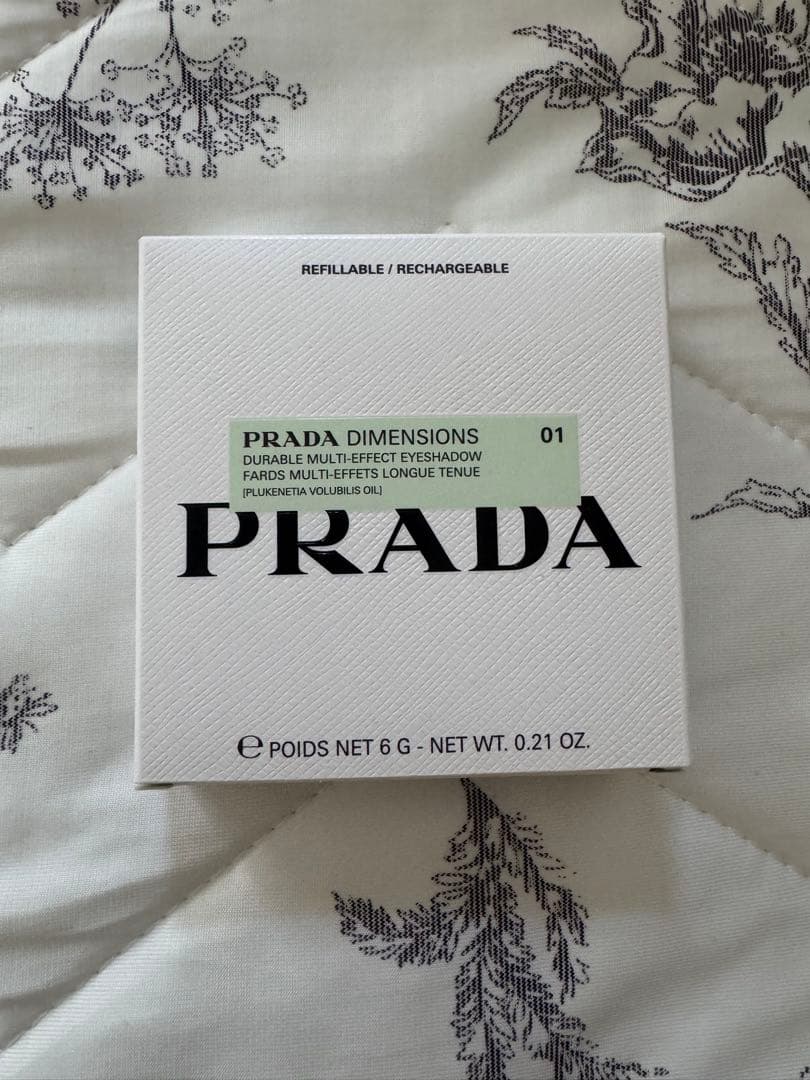 REFILLABLE / RECHARGEABLE
PRADA DIMENSIONS 01
DURABLE MULTI-EFFECT EYESHADOW
FARDS MULTI-EFFETS LONGUE TENUE
[PLUKENETIA VOLUBILIS OIL]
PRADA
℮ POIDS NET 6 G - NET WT. 0.21 OZ.